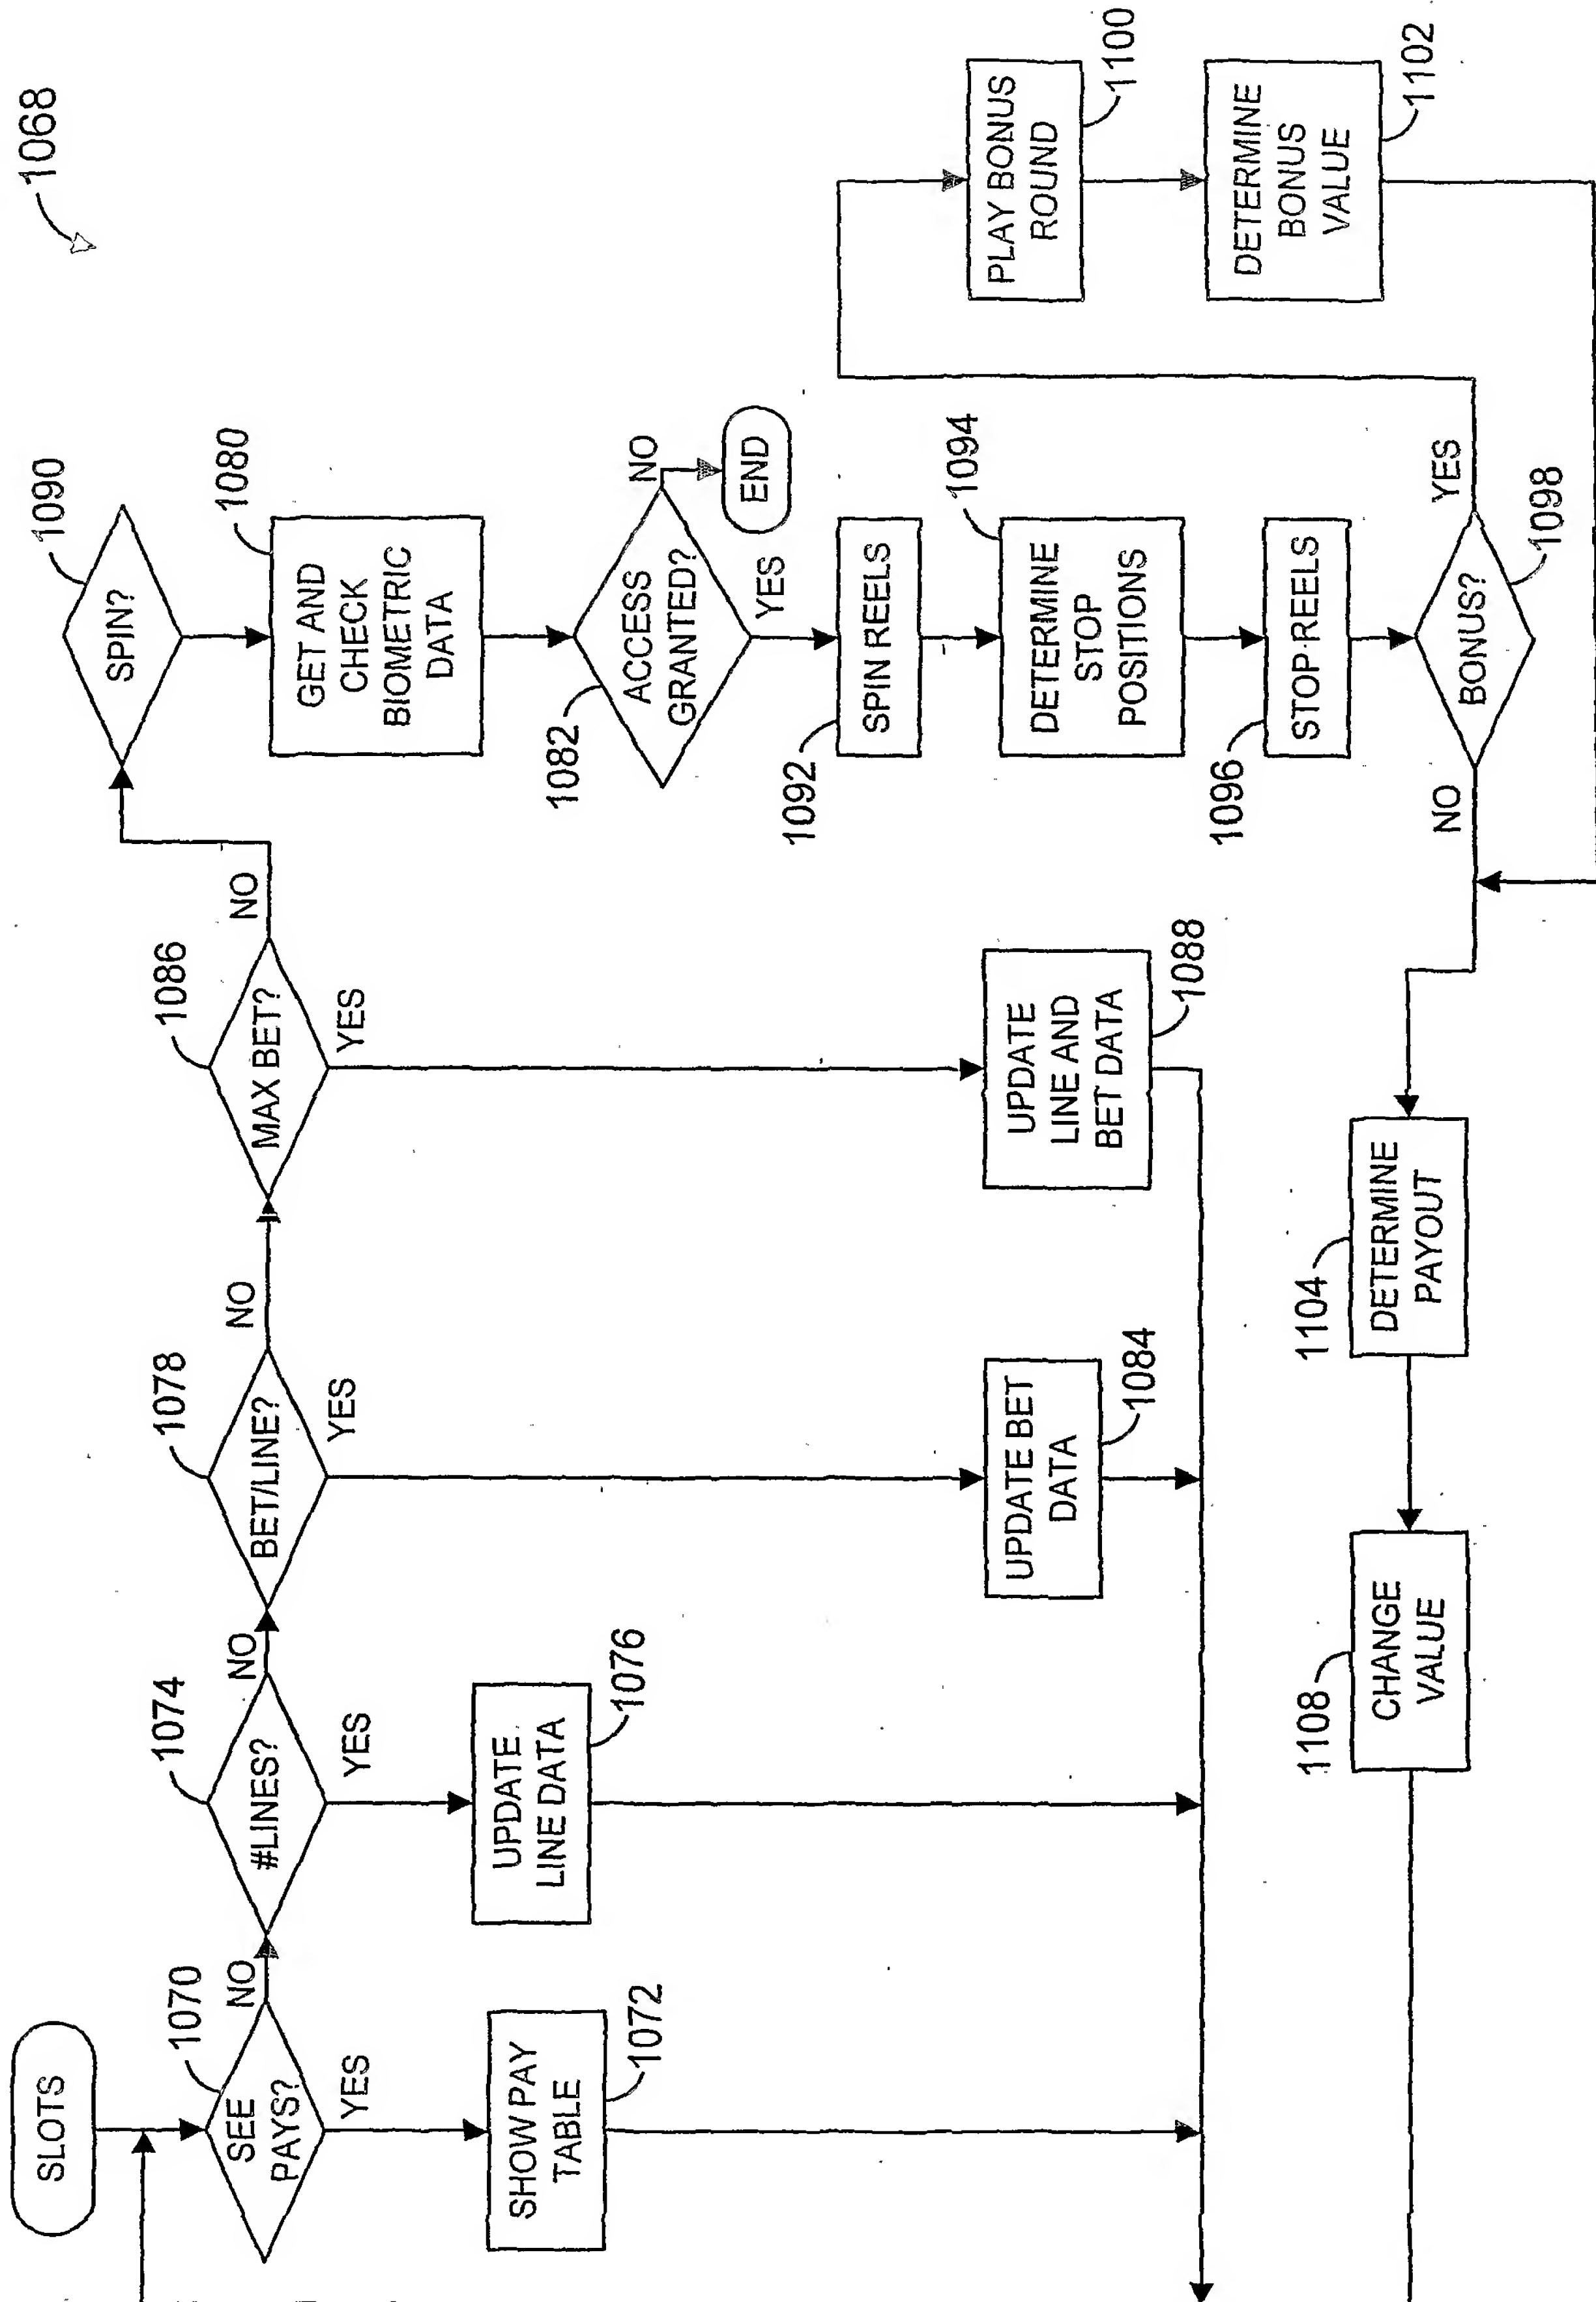 1068
SLOTS
1070
SEE
PAYS?
NO
YES
SHOW PAY
TABLE
1072
1074
#LINES?
NO
YES
UPDATE
LINE DATA
1076
1078
BET/LINE?
NO
YES
UPDATE BET
DATA
1084
1086
MAX BET?
NO
YES
UPDATE
LINE AND
BET DATA
1088
1090
SPIN?
1080
GET AND
CHECK
BIOMETRIC
DATA
1082
ACCESS
GRANTED?
NO
END
YES
1092
SPIN REELS
1094
DETERMINE
STOP
POSITIONS
1096
STOP REELS
BONUS?
1098
YES
NO
PLAY BONUS
ROUND
1100
DETERMINE
BONUS
VALUE
1102
1104
DETERMINE
PAYOUT
1108
CHANGE
VALUE